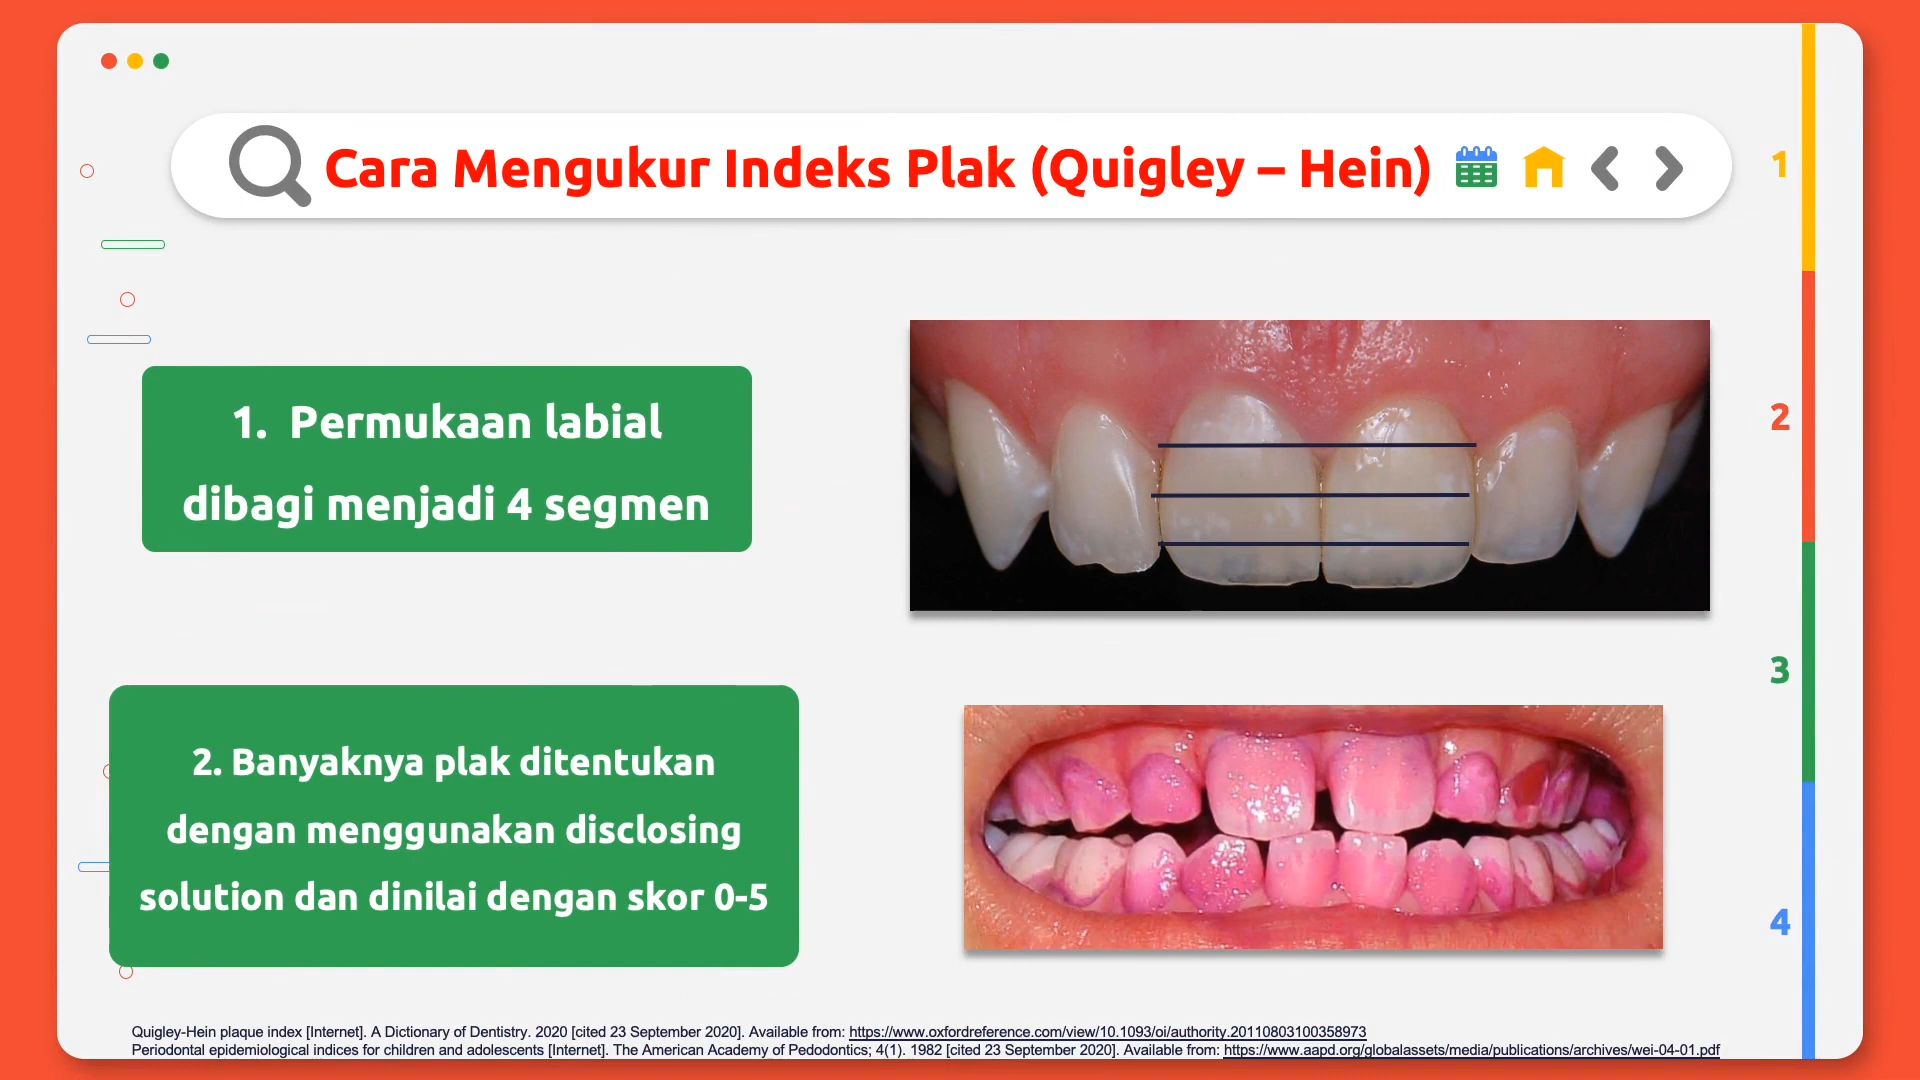 Cara Mengukur Indeks Plak (Quigley – Hein)
1
2
3
4
1. Permukaan labial
dibagi menjadi 4 segmen
2. Banyaknya plak ditentukan
dengan menggunakan disclosing
solution dan dinilai dengan skor 0-5
Quigley-Hein plaque index [Internet]. A Dictionary of Dentistry. 2020 [cited 23 September 2020]. Available from: https://www.oxfordreference.com/view/10.1093/oi/authority.20110803100358973
Periodontal epidemiological indices for children and adolescents [Internet]. The American Academy of Pedodontics; 4(1). 1982 [cited 23 September 2020]. Available from: https://www.aapd.org/globalassets/media/publications/archives/wei-04-01.pdf